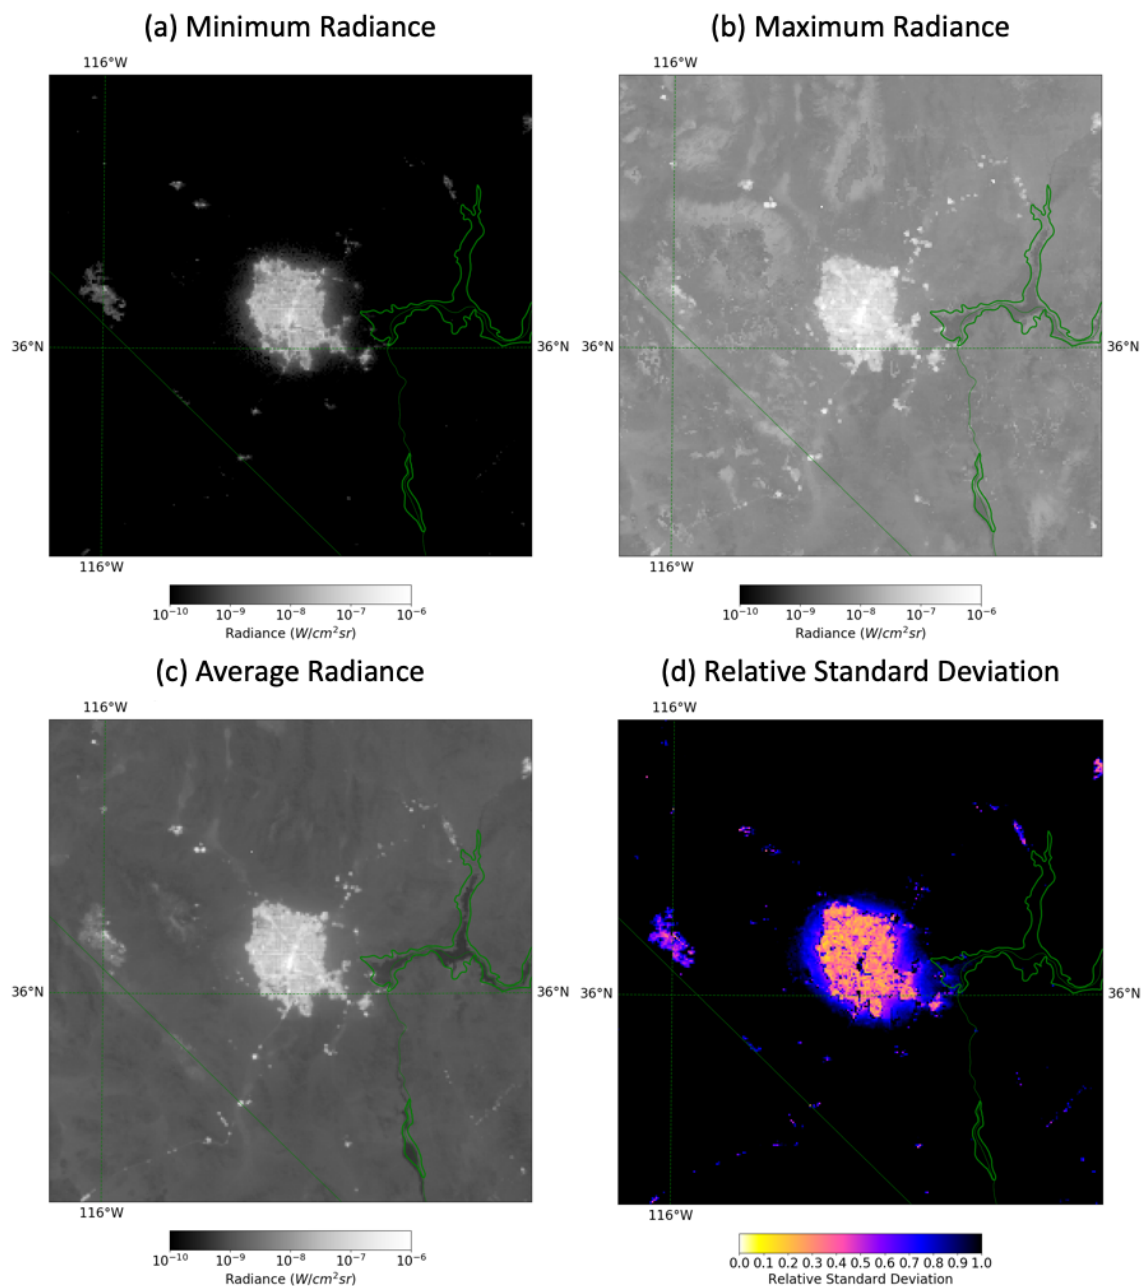 (a) Minimum Radiance
(b) Maximum Radiance
116°W
116°W
36°N
36°N
36°N
36°N
116°W
116°W
10⁻¹⁰ 10⁻⁹ 10⁻⁸ 10⁻⁷ 10⁻⁶
Radiance (W/cm²sr)
10⁻¹⁰ 10⁻⁹ 10⁻⁸ 10⁻⁷ 10⁻⁶
Radiance (W/cm²sr)
(c) Average Radiance
(d) Relative Standard Deviation
116°W
116°W
36°N
36°N
36°N
36°N
116°W
116°W
10⁻¹⁰ 10⁻⁹ 10⁻⁸ 10⁻⁷ 10⁻⁶
Radiance (W/cm²sr)
0.0 0.1 0.2 0.3 0.4 0.5 0.6 0.7 0.8 0.9 1.0
Relative Standard Deviation